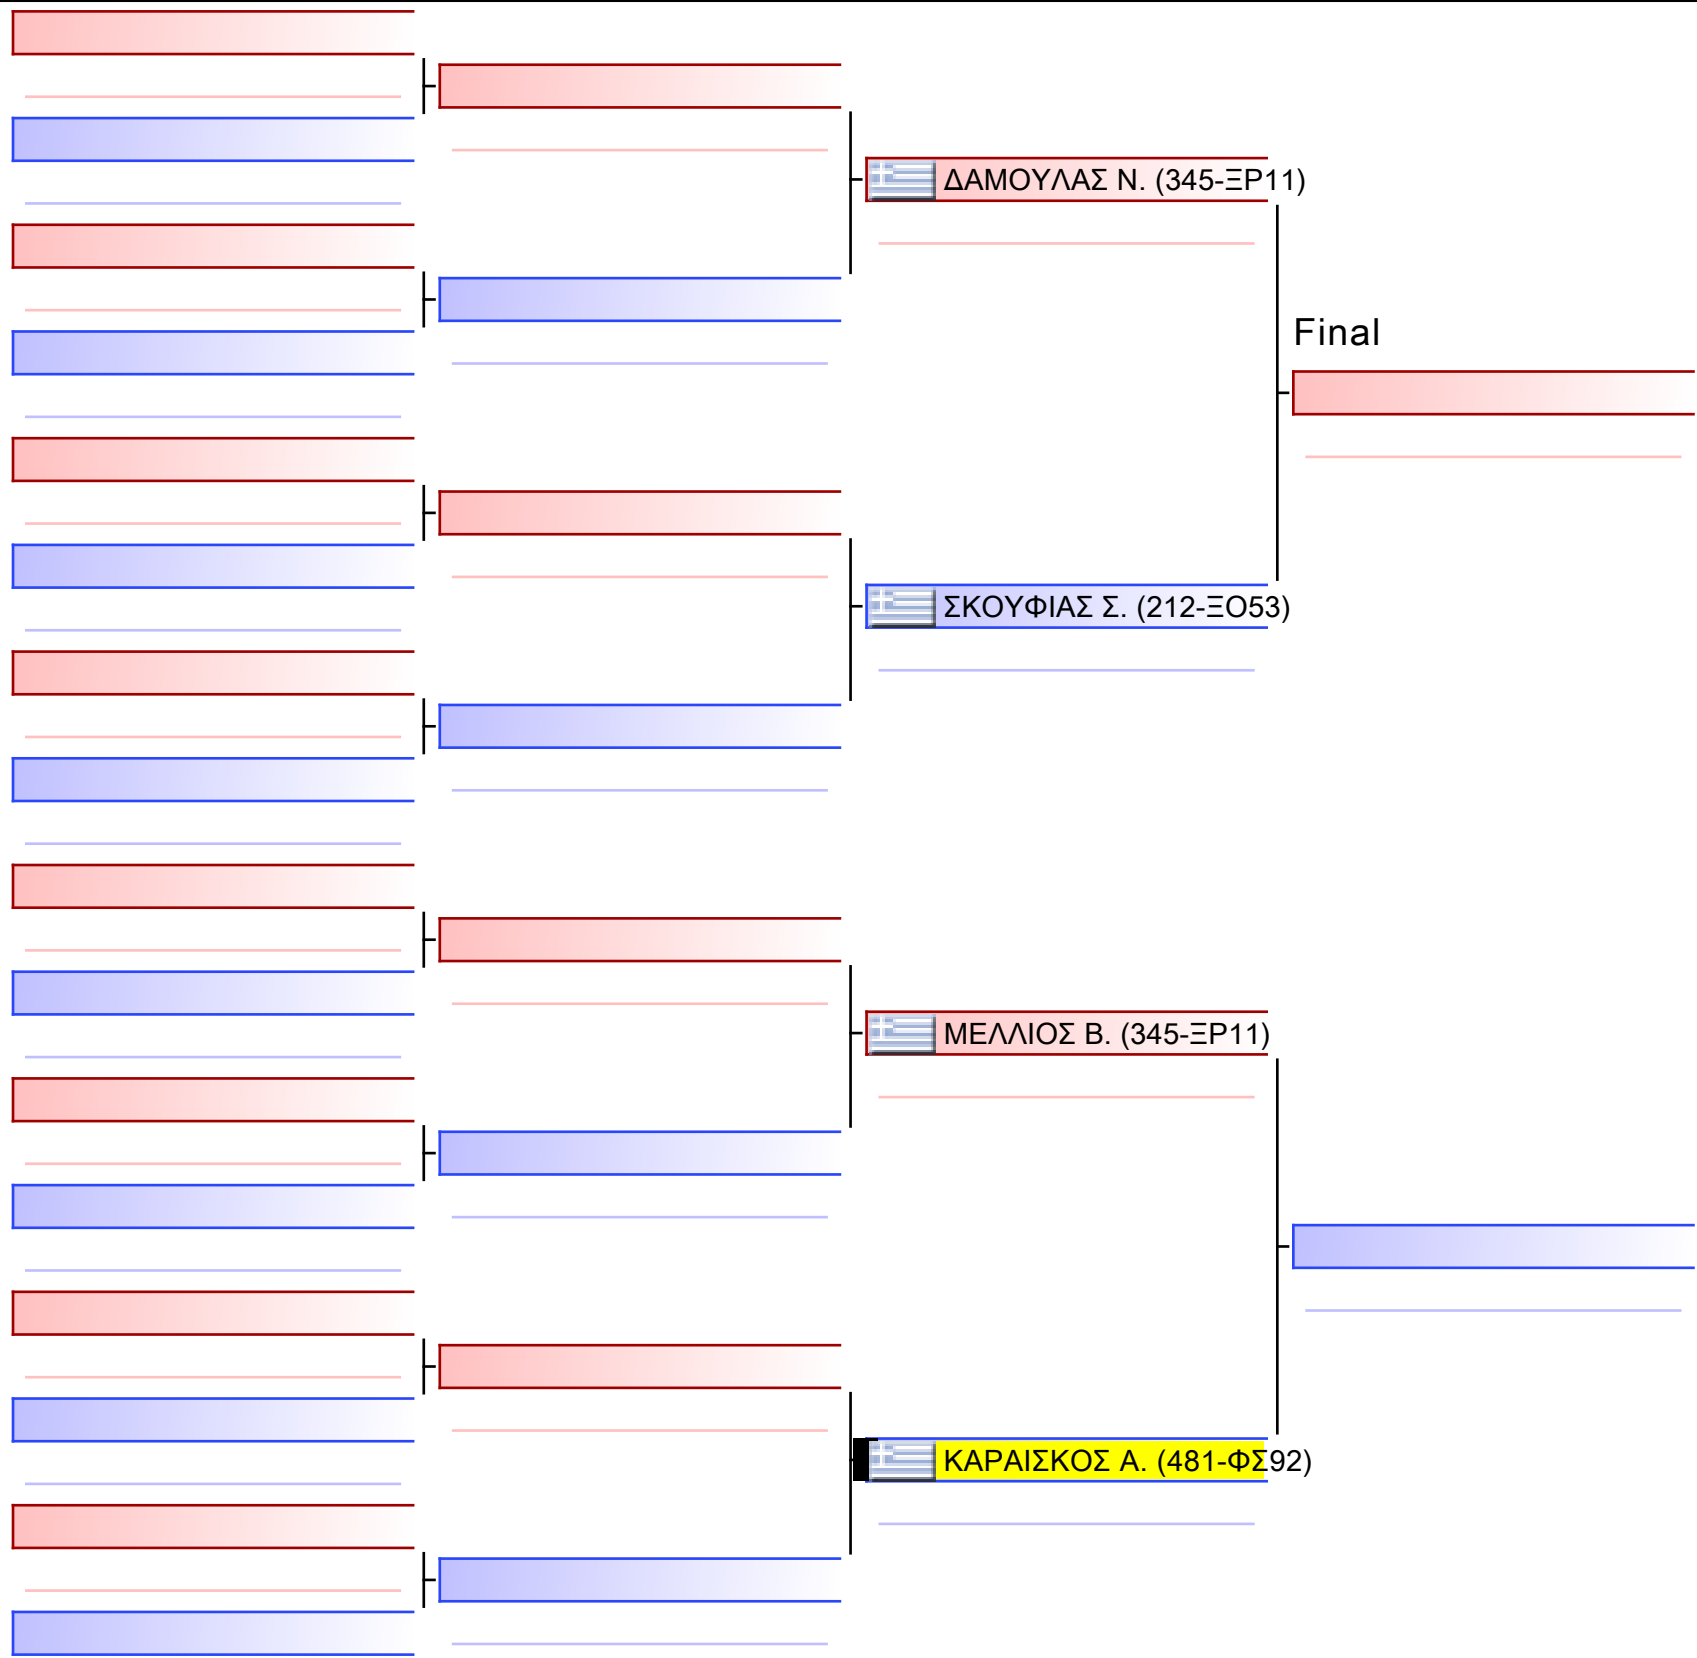 ΔΑΜΟΥΛΑΣ Ν. (345-ΞΡ11)
Final
ΣΚΟΥΦΙΑΣ Σ. (212-ΞΟ53)
ΜΕΛΛΙΟΣ Β. (345-ΞΡ11)
ΚΑΡΑΙΣΚΟΣ Α. (481-ΦΣ92)